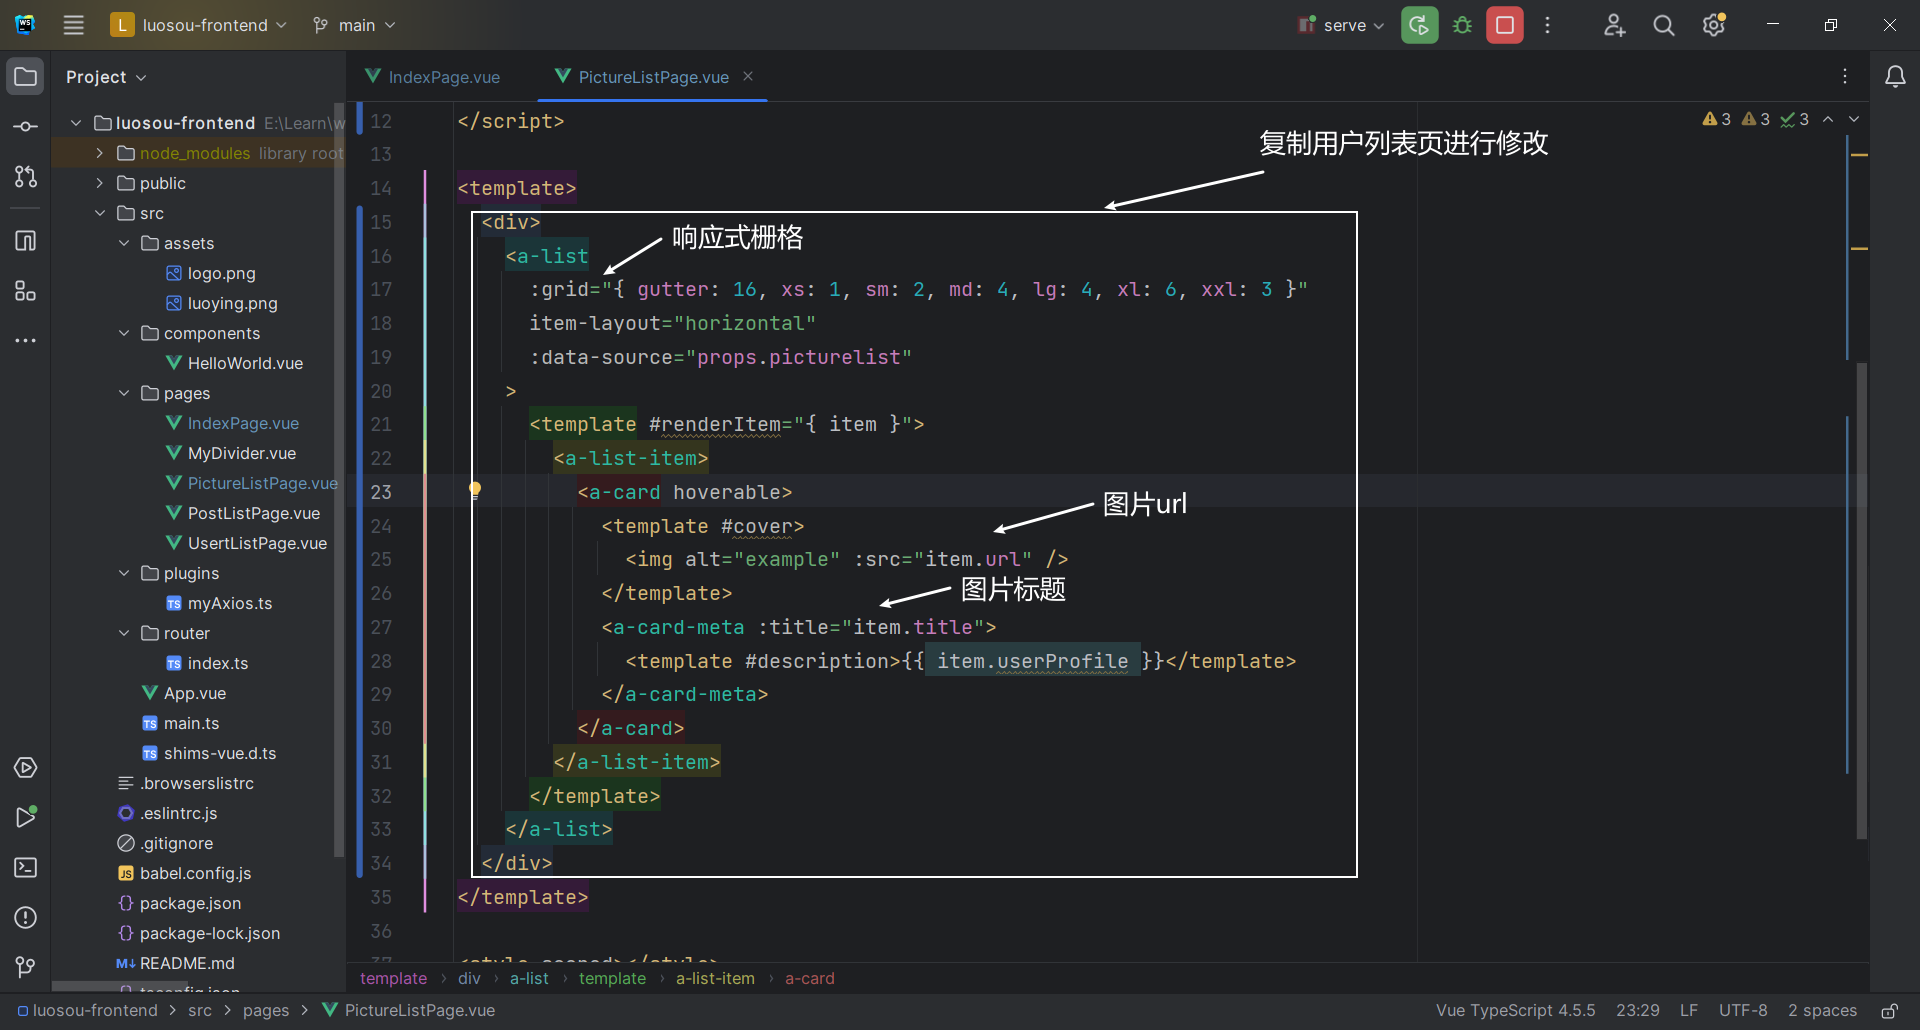 L luosou-frontend main serve
Project
IndexPage.vue PictureListPage.vue
luosou-frontend E:\Learn\w
node_modules library root
public
src
assets
logo.png
luoying.png
components
HelloWorld.vue
pages
IndexPage.vue
MyDivider.vue
PictureListPage.vue
PostListPage.vue
UsertListPage.vue
plugins
TS myAxios.ts
router
TS index.ts
App.vue
TS main.ts
TS shims-vue.d.ts
.browserslistrc
.eslintrc.js
.gitignore
JS babel.config.js
{} package.json
{} package-lock.json
M↓ README.md
{} tsconfig.json
3 3 3
复制用户列表页进行修改
响应式栅格
图片url
图片标题
12 </script>
13
14 <template>
15 <div>
16 <a-list
17 :grid="{ gutter: 16, xs: 1, sm: 2, md: 4, lg: 4, xl: 6, xxl: 3 }"
18 item-layout="horizontal"
19 :data-source="props.picturelist"
20 >
21 <template #renderItem="{ item }">
22 <a-list-item>
23 <a-card hoverable>
24 <template #cover>
25 <img alt="example" :src="item.url" />
26 </template>
27 <a-card-meta :title="item.title">
28 <template #description>{{ item.userProfile }}</template>
29 </a-card-meta>
30 </a-card>
31 </a-list-item>
32 </template>
33 </a-list>
34 </div>
35 </template>
36
37 <style scoped></style>
template > div > a-list > template > a-list-item > a-card
luosou-frontend > src > pages > PictureListPage.vue
Vue TypeScript 4.5.5 23:29 LF UTF-8 2 spaces